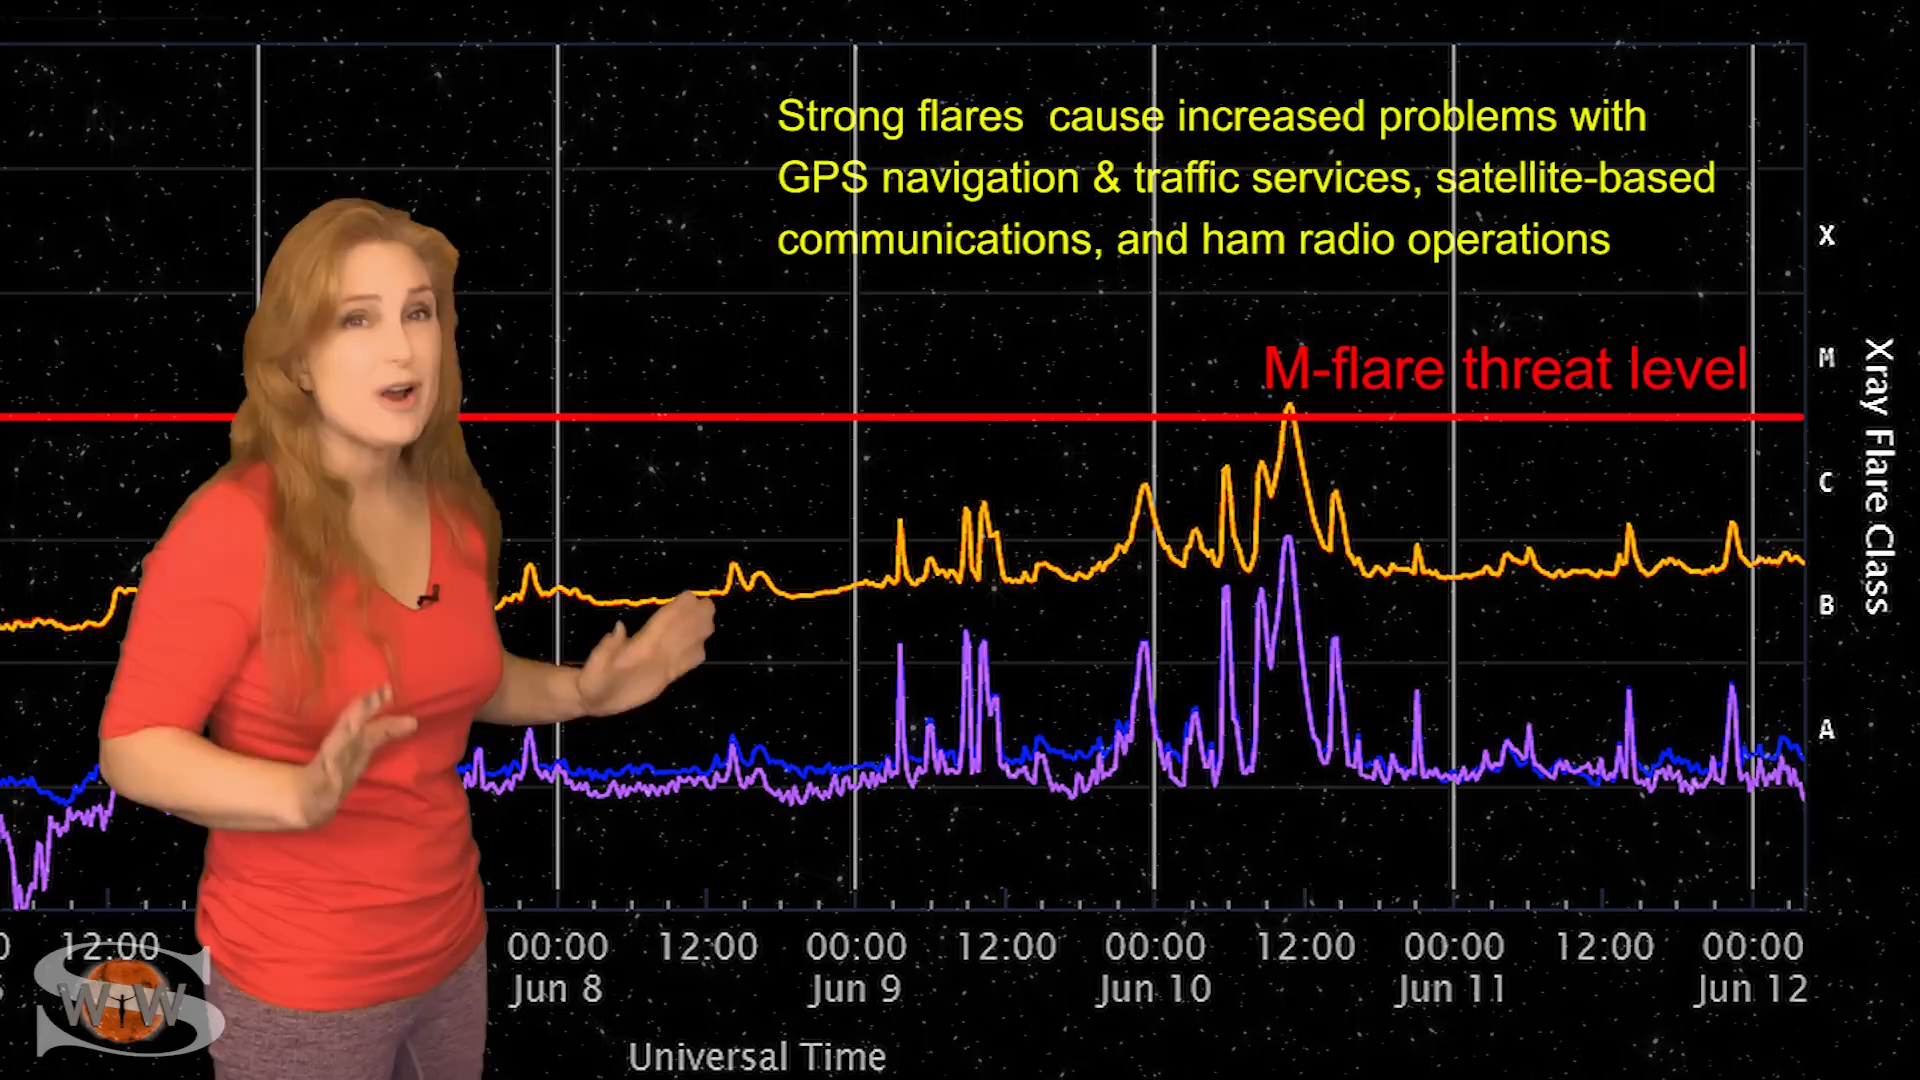 Strong flares  cause increased problems with
GPS navigation & traffic services, satellite-based
communications, and ham radio operations
X
M-flare threat level
M
C
B
A
Xray Flare Class
0 12:00 00:00 12:00 00:00 12:00 00:00 12:00 00:00 12:00 00:00
Jun 8 Jun 9 Jun 10 Jun 11 Jun 12
S
WTW
Universal Time